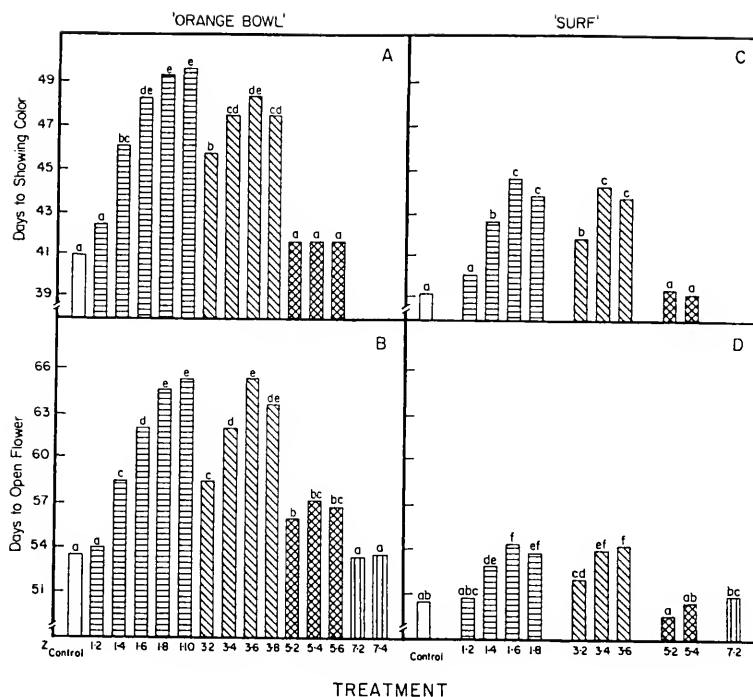 'ORANGE BOWL' 'SURF'
A
Days to Showing Color
49
47
45
43
41
39
a a bc de e e b cd de cd a a a
C
a a b c c b c c a a
B
Days to Open Flower
66
63
60
57
54
51
a a c d e e c d e de b bc bc a a
D
ab abc de f ef cd ef f a ab bc
z Control 1·2 1·4 1·6 1·8 1·10 3·2 3·4 3·6 3·8 5·2 5·4 5·6 7·2 7·4
Control 1·2 1·4 1·6 1·8 3·2 3·4 3·6 5·2 5·4 7·2
TREATMENT